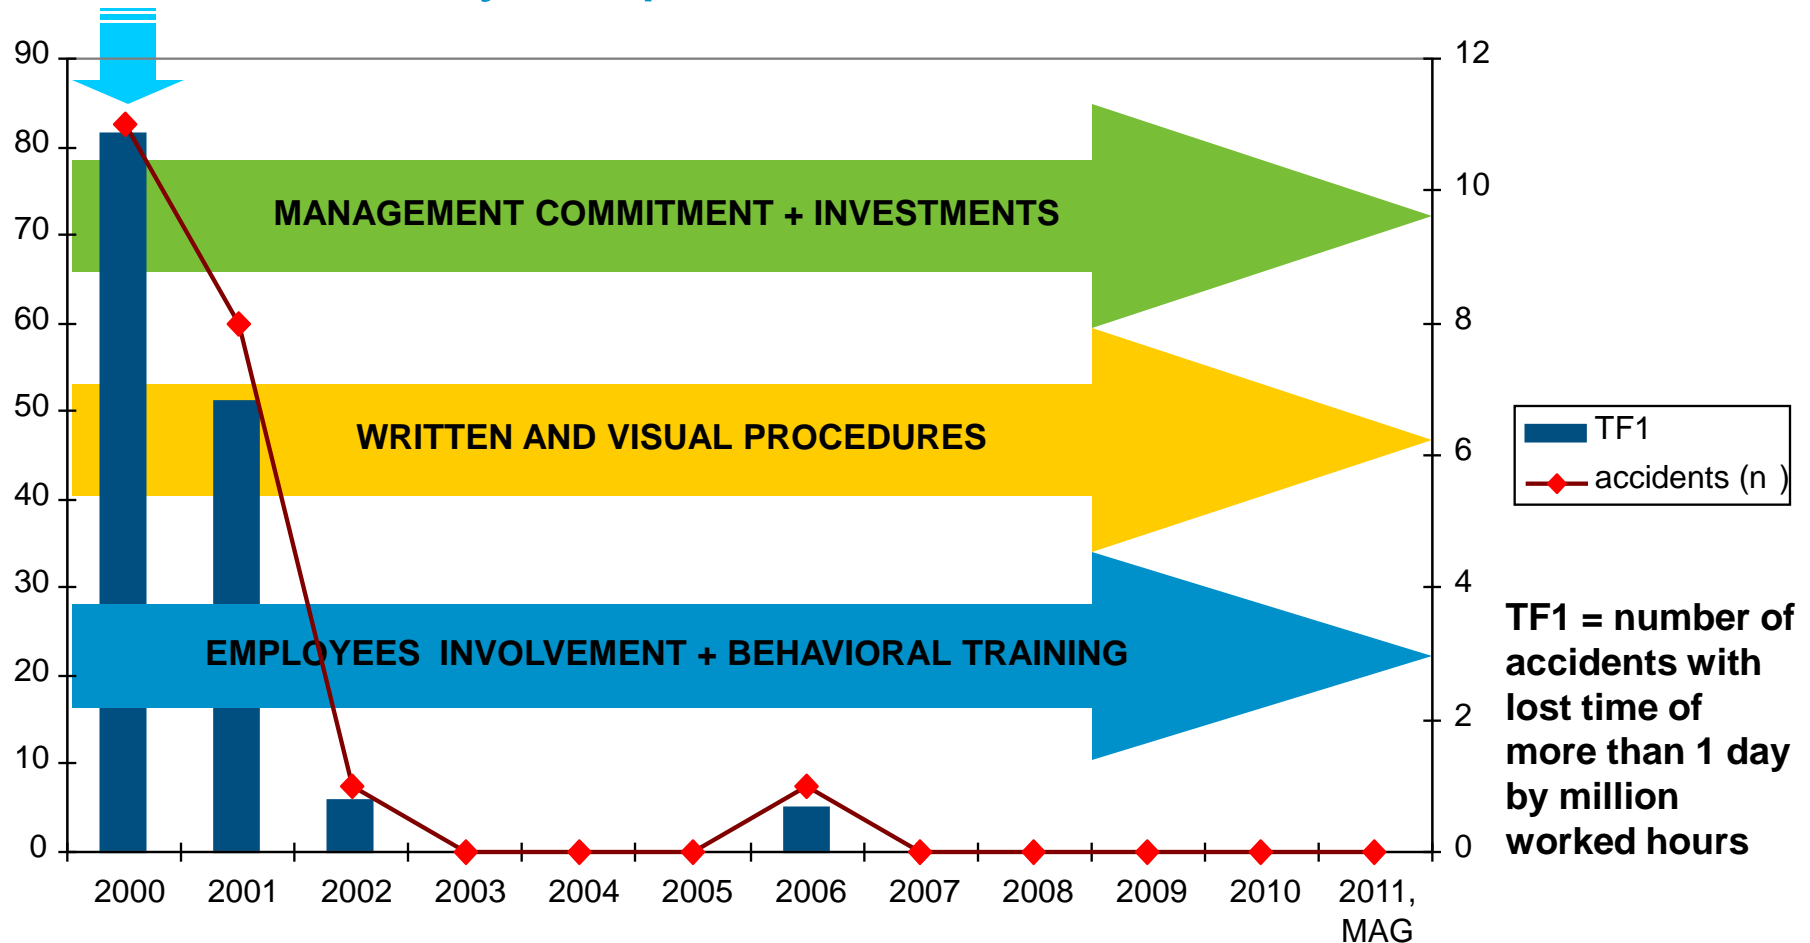 90
80
70
60
50
40
30
20
10
0
12
10
8
6
4
2
0
MANAGEMENT COMMITMENT + INVESTMENTS
WRITTEN AND VISUAL PROCEDURES
EMPLOYEES INVOLVEMENT + BEHAVIORAL TRAINING
2000 2001 2002 2003 2004 2005 2006 2007 2008 2009 2010 2011,
MAG
TF1
accidents (n )
TF1 = number of
accidents with
lost time of
more than 1 day
by million
worked hours